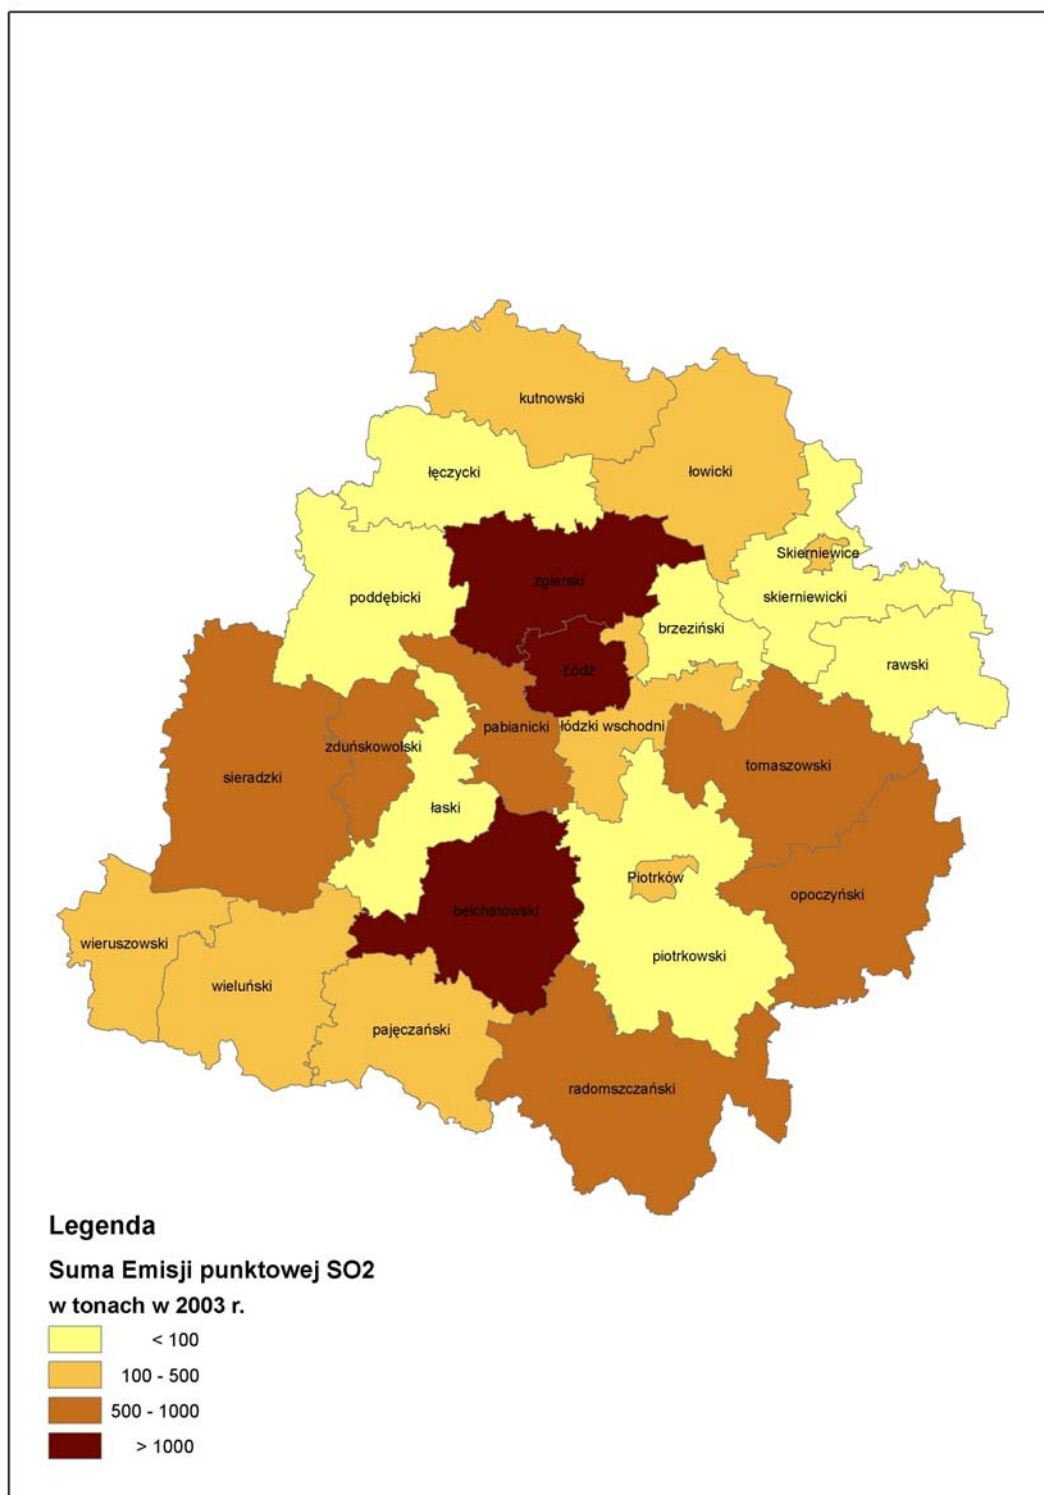 kutnowski
łęczycki
łowicki
Skierniewice
zgierski
poddębicki
skierniewicki
brzeziński
rawski
Łódź
pabianicki
łódzki wschodni
zduńskowolski
tomaszowski
sieradzki
łaski
Piotrków
opoczyński
bełchatowski
wieruszowski
piotrkowski
wieluński
pajęczański
radomszczański
Legenda
Suma Emisji punktowej SO2
w tonach w 2003 r.
< 100
100 - 500
500 - 1000
> 1000